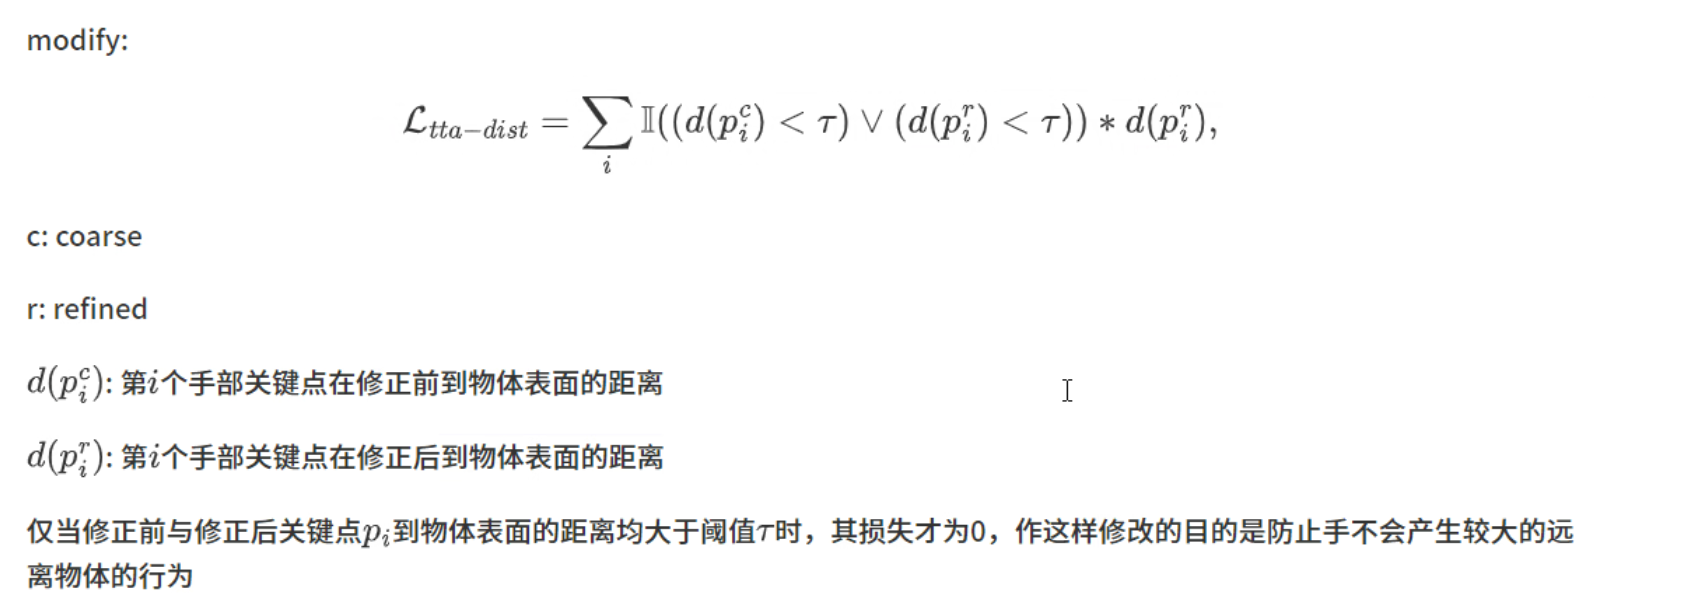 modify:
$\mathcal{L}_{tta-dist} = \sum_{i} \mathbb{I}((d(p_i^c) < \tau) \vee (d(p_i^r) < \tau)) * d(p_i^r),$
c: coarse
r: refined
$d(p_i^c)$: 第$i$个手部关键点在修正前到物体表面的距离
$d(p_i^r)$: 第$i$个手部关键点在修正后到物体表面的距离
仅当修正前与修正后关键点$p_i$到物体表面的距离均大于阈值$\tau$时，其损失才为0，作这样修改的目的是防止手不会产生较大的远
离物体的行为